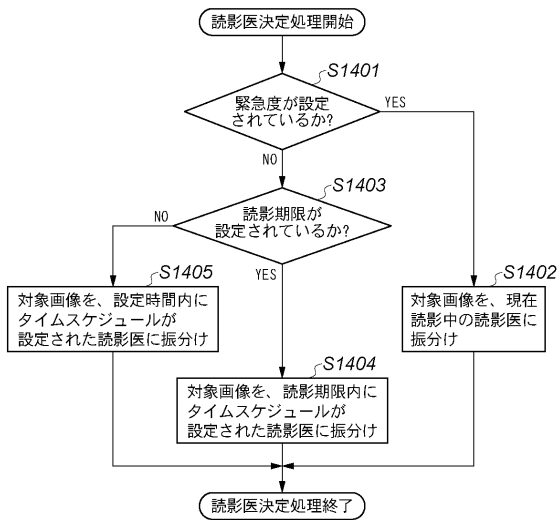 読影医決定処理開始
S1401
緊急度が設定
されているか?
YES
NO
S1403
読影期限が
設定されているか?
NO
YES
S1405
対象画像を、設定時間内に
タイムスケジュールが
設定された読影医に振分け
S1402
対象画像を、現在
読影中の読影医に
振分け
S1404
対象画像を、読影期限内に
タイムスケジュールが
設定された読影医に振分け
読影医決定処理終了